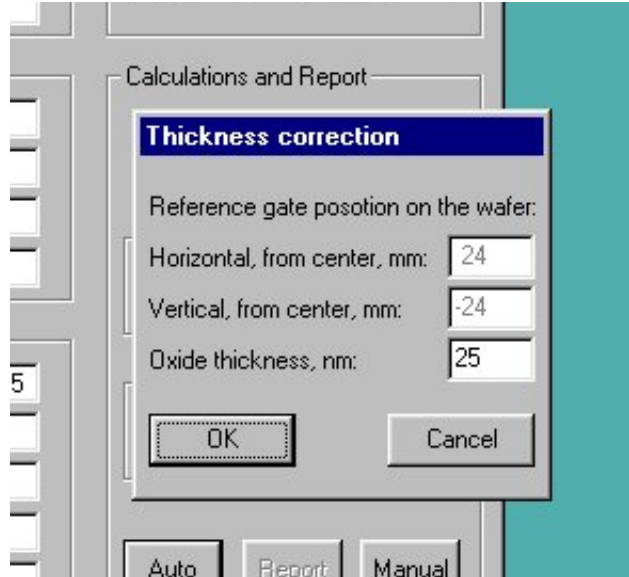 Calculations and Report
Thickness correction
Reference gate posotion on the wafer:
Horizontal, from center, mm: 24
Vertical, from center, mm: -24
Oxide thickness, nm: 25
5
OK Cancel
Auto Report Manual